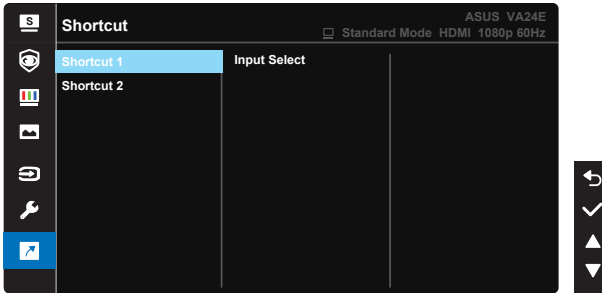 S
Shortcut
ASUS VA24E
Standard Mode HDMI 1080p 60Hz
Shortcut 1
Input Select
Shortcut 2